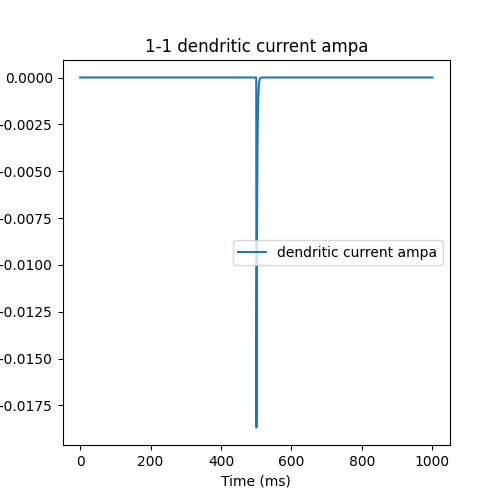 1-1 dendritic current ampa
0.0000
-0.0025
-0.0050
-0.0075
-0.0100
-0.0125
-0.0150
-0.0175
dendritic current ampa
0 200 400 600 800 1000
Time (ms)